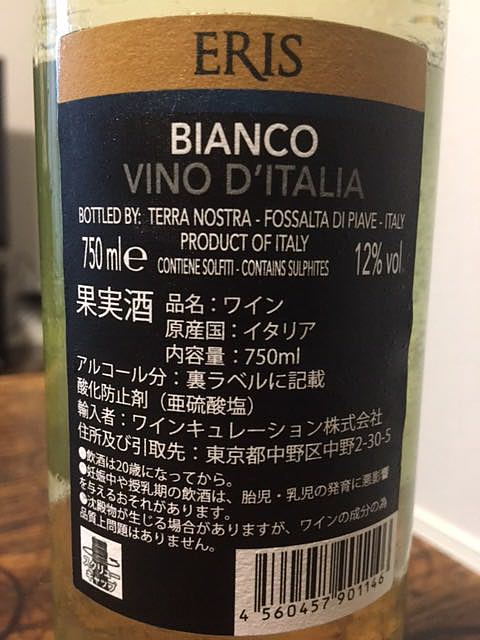 ERIS
BIANCO
VINO D'ITALIA
BOTTLED BY: TERRA NOSTRA - FOSSALTA DI PIAVE - ITALY
PRODUCT OF ITALY
750 ml℮ CONTIENE SOLFITI - CONTAINS SULPHITES 12% vol
果実酒 品名：ワイン
原産国：イタリア
内容量：750ml
アルコール分：裏ラベルに記載
酸化防止剤（亜硫酸塩）
輸入者：ワインキュレーション株式会社
住所及び引取先：東京都中野区中野2-30-5
●飲酒は20歳になってから。
●妊娠中や授乳期の飲酒は、胎児・乳児の発育に悪影響
を与えるおそれがあります。
●沈殿物が生じる場合がありますが、ワインの成分の為
品質上問題はありません。
スクリュー
キャップ
4 560457 901146